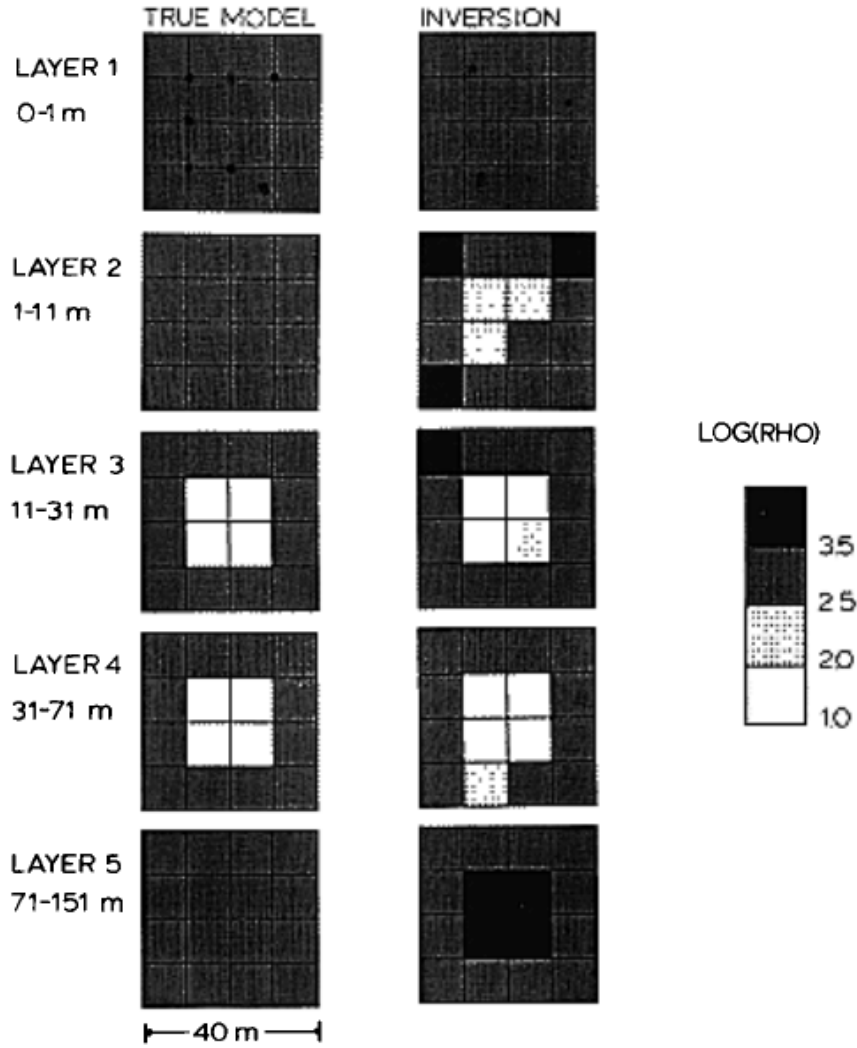 TRUE MODEL
INVERSION
LAYER 1
0-1 m
LAYER 2
1-11 m
LAYER 3
11-31 m
LAYER 4
31-71 m
LAYER 5
71-151 m
40 m
LOG(RHO)
3.5
2.5
2.0
1.0